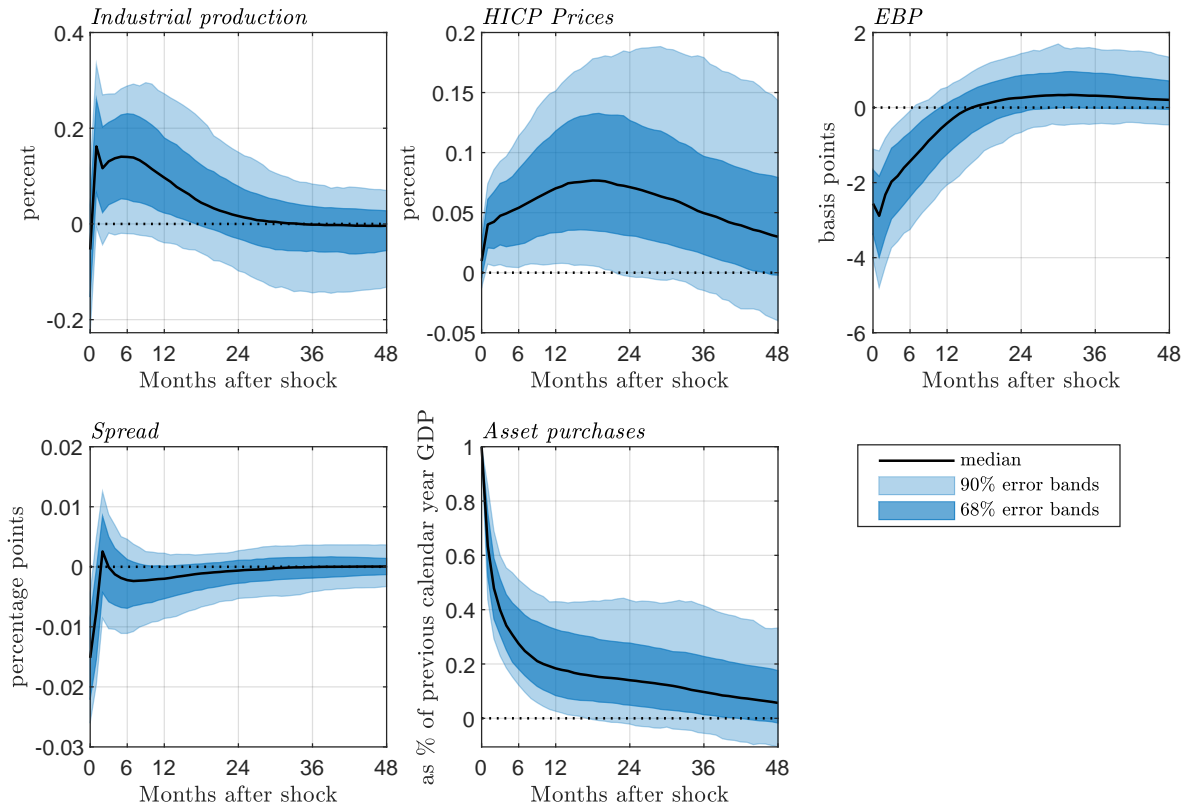 Industrial production
HICP Prices
EBP
percent
0.4
0.2
0
-0.2
0 6 12 24 36 48
Months after shock
percent
0.2
0.15
0.1
0.05
0
-0.05
0 6 12 24 36 48
Months after shock
basis points
2
0
-2
-4
-6
0 6 12 24 36 48
Months after shock
Spread
Asset purchases
percentage points
0.02
0.01
0
-0.01
-0.02
-0.03
0 6 12 24 36 48
Months after shock
as % of previous calendar year GDP
1
0.8
0.6
0.4
0.2
0
0 6 12 24 36 48
Months after shock
median
90% error bands
68% error bands